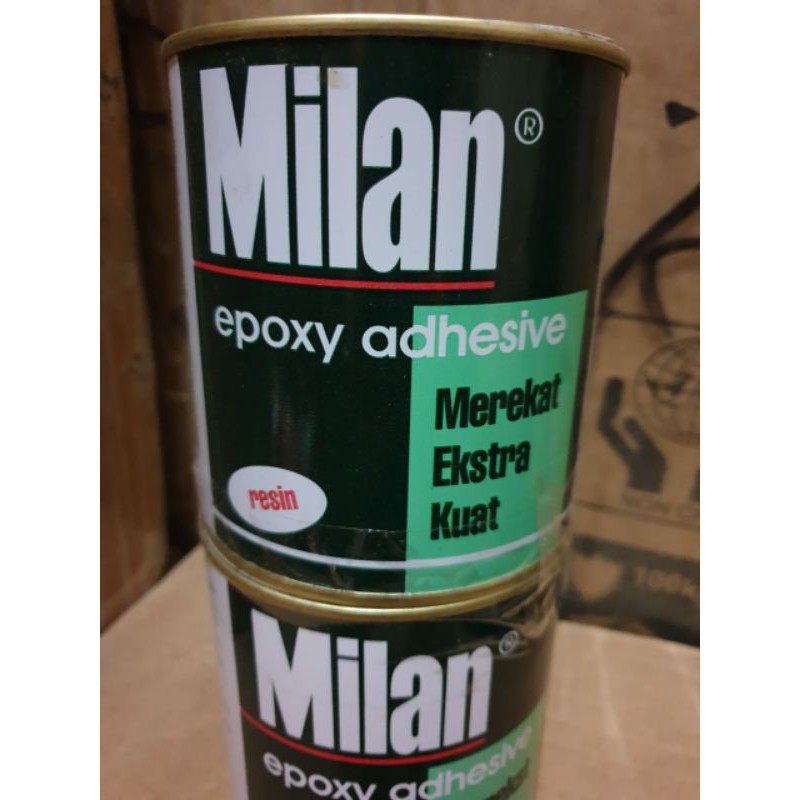 Milan®
epoxy adhesive
Merekat
Ekstra
Kuat
resin
Milan®
epoxy adhesive